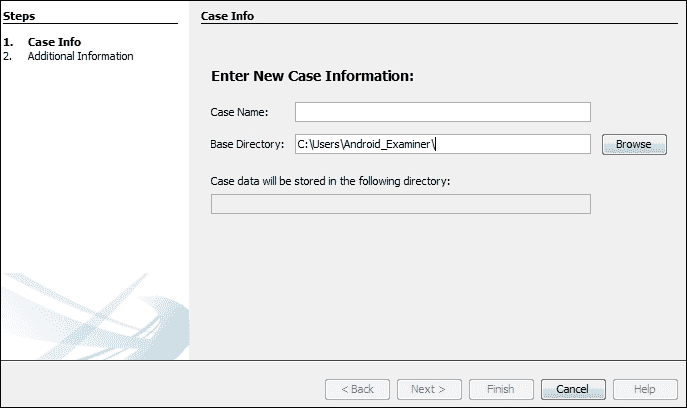 Steps
1. Case Info
2. Additional Information
Case Info
Enter New Case Information:
Case Name:
Base Directory: C:\Users\Android_Examiner\ Browse
Case data will be stored in the following directory:
< Back Next > Finish Cancel Help